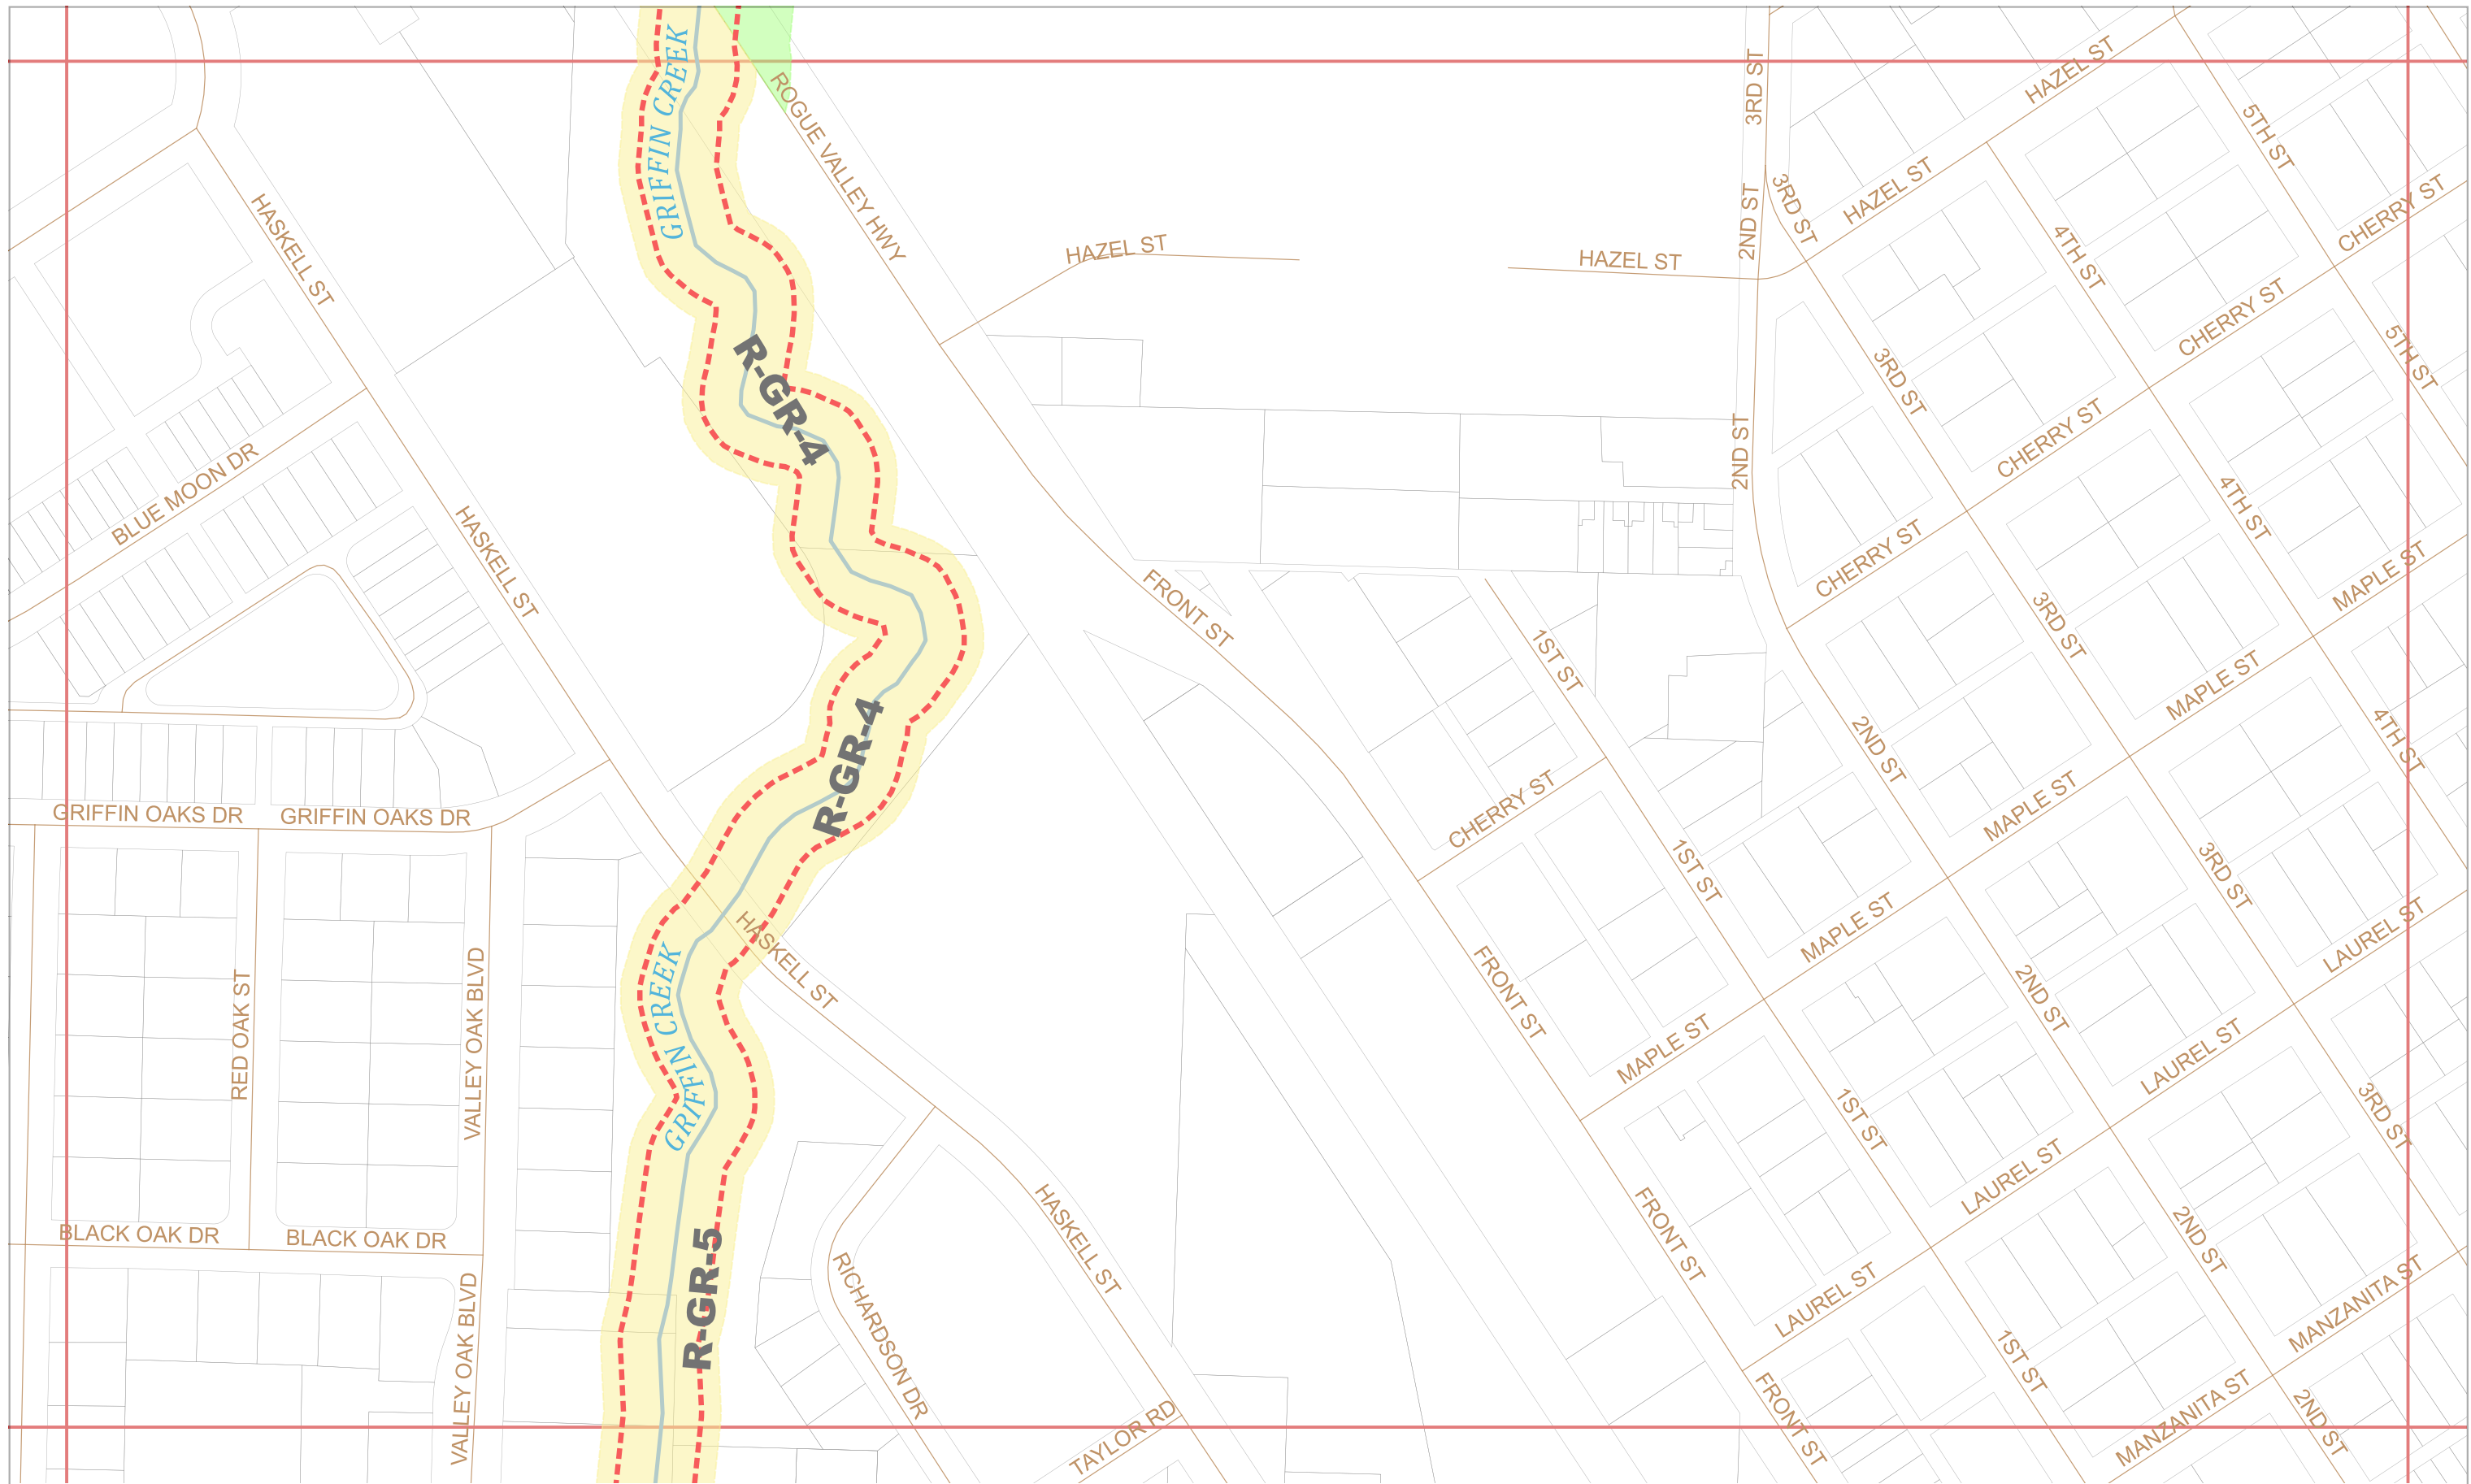 GRIFFIN CREEK
GRIFFIN CREEK
ROGUE VALLEY HWY
3RD ST
HAZEL ST
5TH ST
HASKELL ST
2ND ST
3RD ST
HAZEL ST
4TH ST
CHERRY ST
HAZEL ST
HAZEL ST
R-GR-4
3RD ST
CHERRY ST
5TH ST
BLUE MOON DR
HASKELL ST
2ND ST
CHERRY ST
4TH ST
FRONT ST
1ST ST
CHERRY ST
3RD ST
MAPLE ST
R-GR-4
2ND ST
MAPLE ST
4TH ST
GRIFFIN OAKS DR
GRIFFIN OAKS DR
CHERRY ST
1ST ST
MAPLE ST
3RD ST
HASKELL ST
FRONT ST
MAPLE ST
2ND ST
LAUREL ST
RED OAK ST
VALLEY OAK BLVD
GRIFFIN CREEK
GRIFFIN CREEK
MAPLE ST
1ST ST
LAUREL ST
3RD ST
BLACK OAK DR
BLACK OAK DR
R-GR-5
HASKELL ST
FRONT ST
LAUREL ST
2ND ST
VALLEY OAK BLVD
RICHARDSON DR
LAUREL ST
1ST ST
MANZANITA ST
TAYLOR RD
FRONT ST
MANZANITA ST
2ND ST